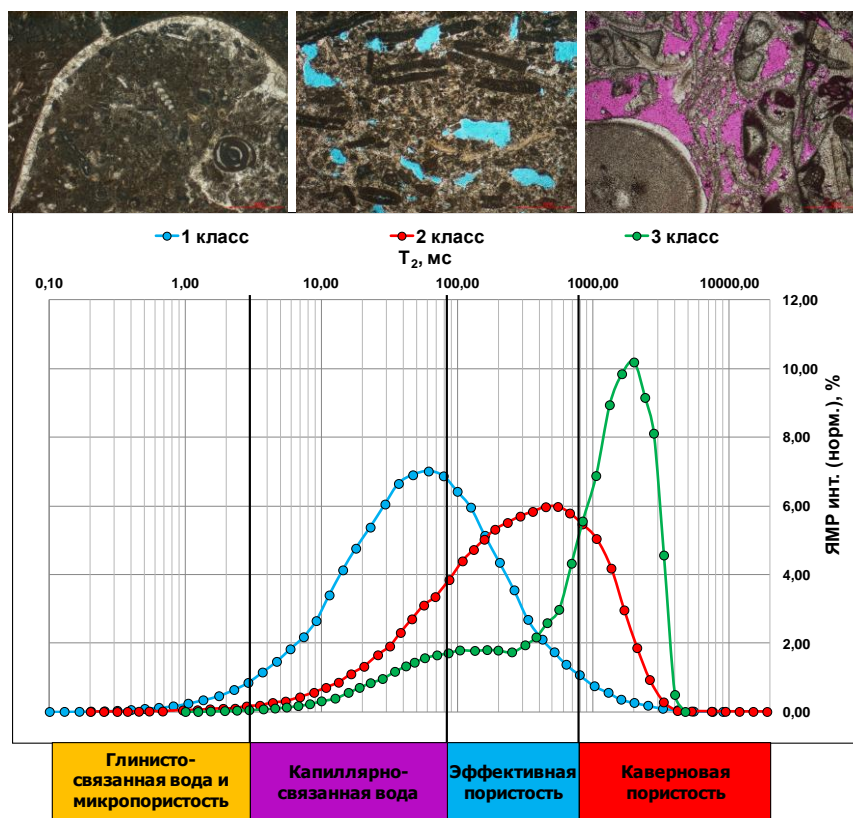 1 класс 2 класс 3 класс
T2, мс
0,10 1,00 10,00 100,00 1000,00 10000,00
12,00
10,00
8,00
6,00
4,00
2,00
0,00
ЯМР инт. (норм.), %
Глинисто-
связанная вода и
микропористость
Капиллярно-
связанная вода
Эффективная
пористость
Каверновая
пористость